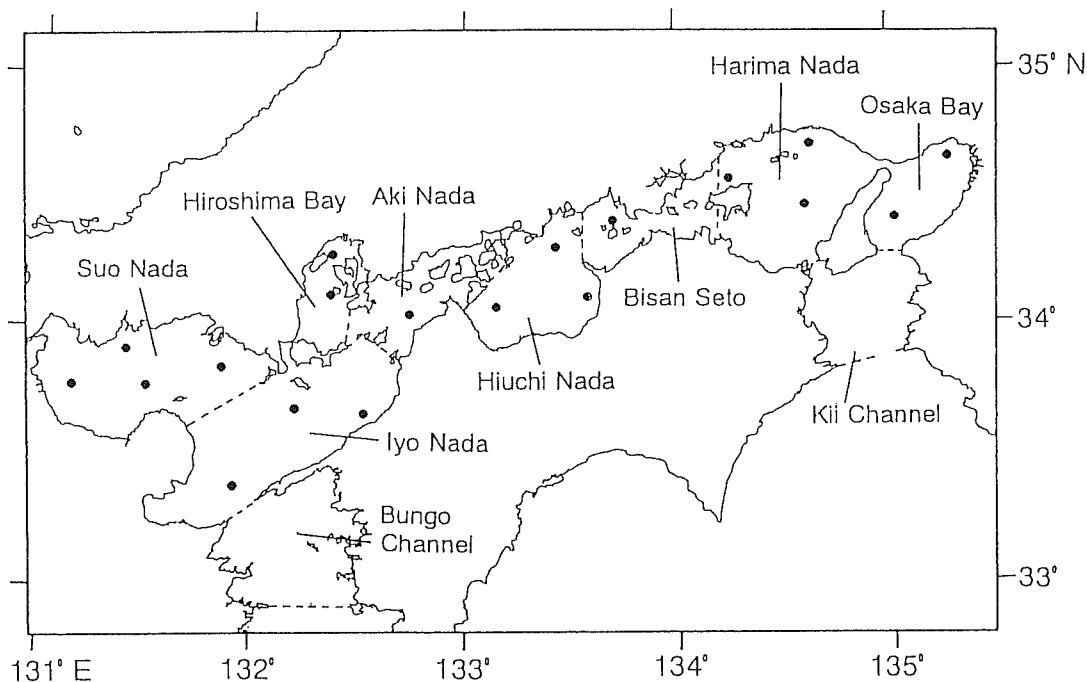 35° N
Harima Nada
Osaka Bay
Aki Nada
Hiroshima Bay
Suo Nada
Bisan Seto
34°
Hiuchi Nada
Kii Channel
Iyo Nada
Bungo
Channel
33°
131° E
132°
133°
134°
135°